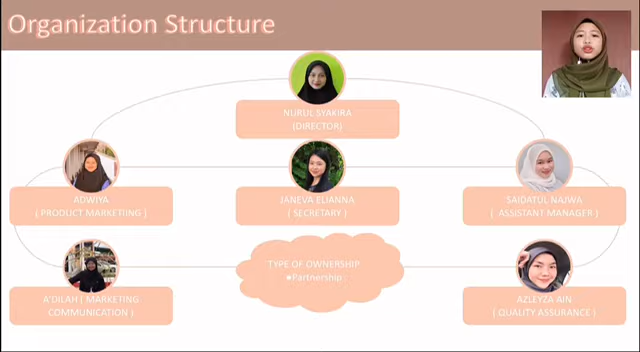 Organization Structure
NURUL SYAKIRA
(DIRECTOR)
ADWIYA
( PRODUCT MARKETIING )
JANEVA ELIANNA
( SECRETARY )
SAIDATUL NAJWA
( ASSISTANT MANAGER )
A'DILAH ( MARKETING
COMMUNICATION )
TYPE OF OWNERSHIP
•Partnership
AZLEYZA AIN
( QUALITY ASSURANCE )